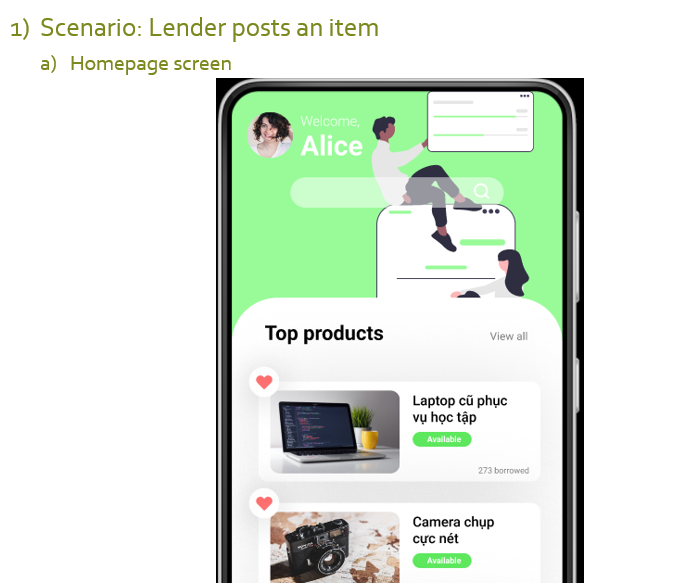 1) Scenario: Lender posts an item
a) Homepage screen
Welcome,
Alice
Top products
View all
Laptop cũ phục
vụ học tập
Available
273 borrowed
Camera chụp
cực nét
Available